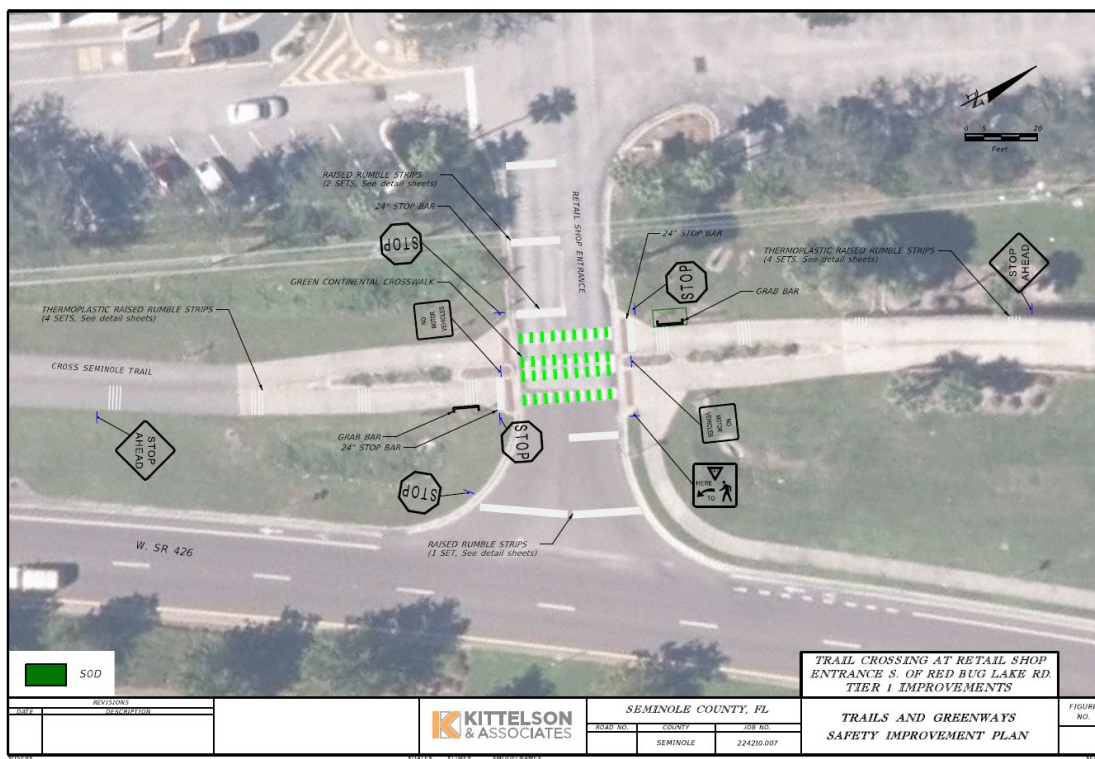 RAISED RUMBLE STRIPS
(2 SETS, See detail sheets)
24" STOP BAR
STOP
GREEN CONTINENTAL CROSSWALK
RETAIL SHOP ENTRANCE
24" STOP BAR
STOP
THERMOPLASTIC RAISED RUMBLE STRIPS
(4 SETS, See detail sheets)
STOP
AHEAD
GRAB BAR
N
0 5 20
Feet
THERMOPLASTIC RAISED RUMBLE STRIPS
(4 SETS, See detail sheets)
NO
MOTOR
VEHICLES
CROSS SEMINOLE TRAIL
STOP
AHEAD
GRAB BAR
24" STOP BAR
STOP
STOP
NO
MOTOR
VEHICLES
HERE
TO
RAISED RUMBLE STRIPS
(1 SET, See detail sheets)
W. SR 426
SOD
TRAIL CROSSING AT RETAIL SHOP
ENTRANCE S. OF RED BUG LAKE RD.
TIER 1 IMPROVEMENTS
REVISIONS
DATE DESCRIPTION
KITTELSON
& ASSOCIATES
SEMINOLE COUNTY, FL
ROAD NO. COUNTY JOB NO.
SEMINOLE 224210.007
TRAILS AND GREENWAYS
SAFETY IMPROVEMENT PLAN
FIGURE
NO.